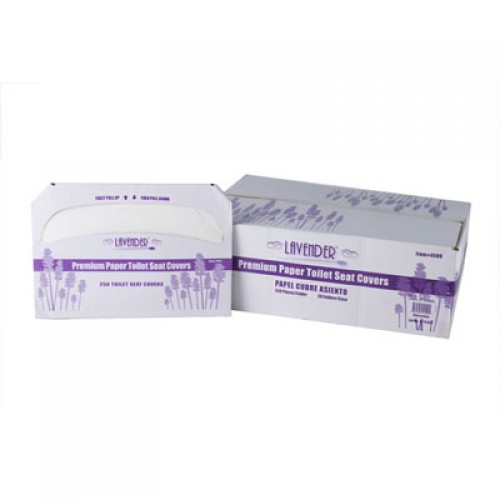 FIRST PULL UP THEN PULL DOWN
LAVENDER
Premium Paper Toilet Seat Covers
250 TOILET SEAT COVERS
LAVENDER
Premium Paper Toilet Seat Covers
PAPEL CUBRE ASIENTO